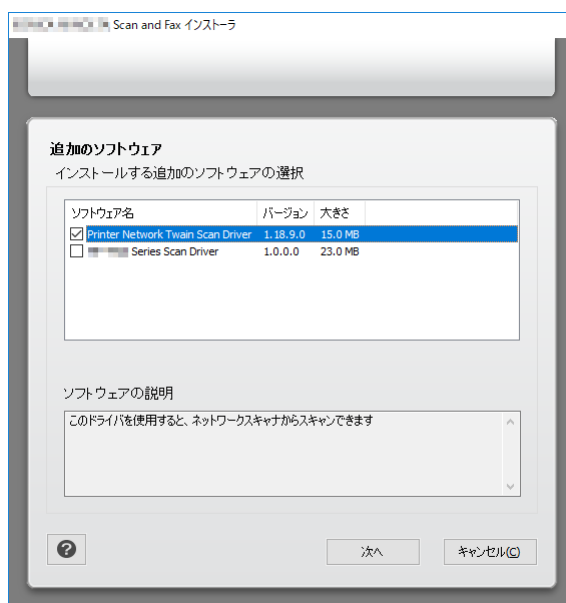 Scan and Fax インストーラ
追加のソフトウェア
インストールする追加のソフトウェアの選択
ソフトウェア名 バージョン 大きさ
Printer Network Twain Scan Driver 1.18.9.0 15.0 MB
Series Scan Driver 1.0.0.0 23.0 MB
ソフトウェアの説明
このドライバを使用すると、ネットワークスキャナからスキャンできます
次へ キャンセル(C)